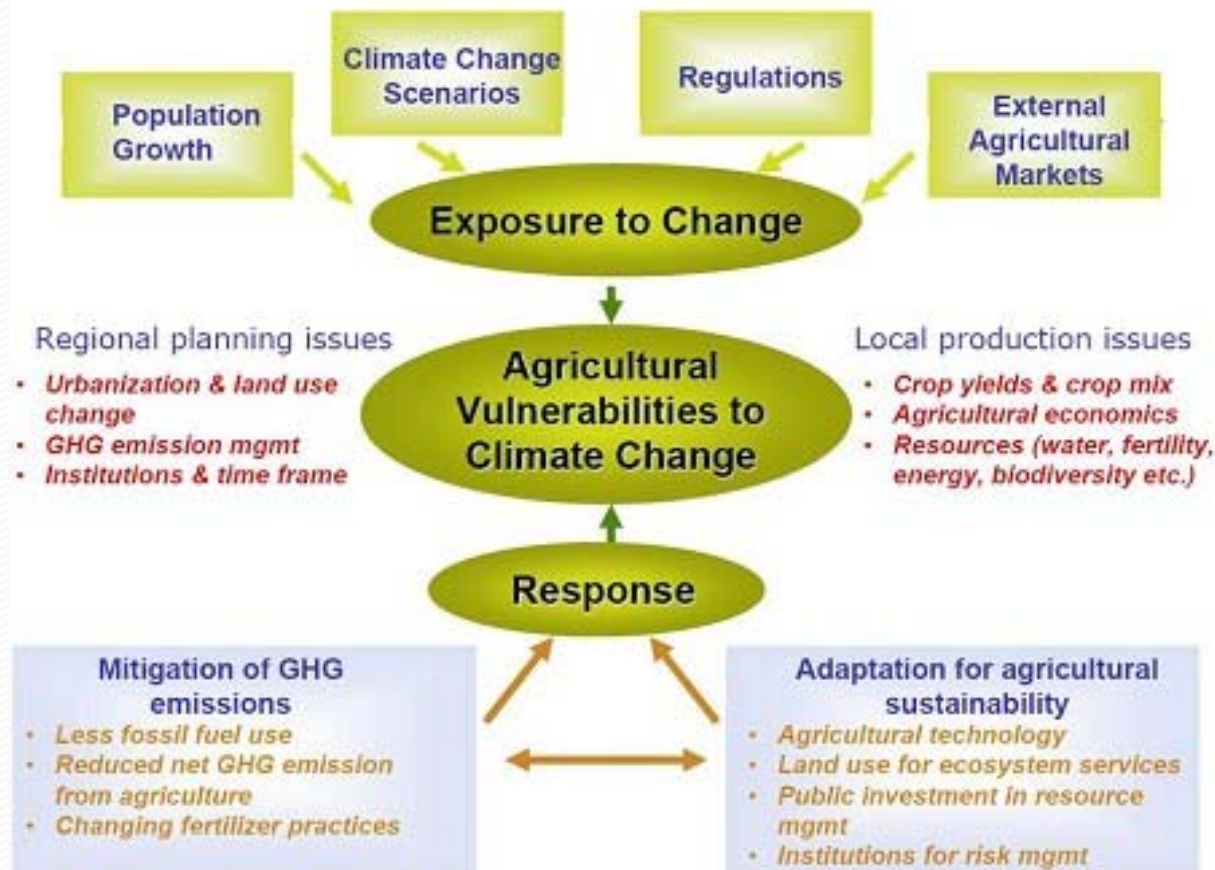 Population
Growth
Climate Change
Scenarios
Regulations
External
Agricultural
Markets
Exposure to Change
Regional planning issues
• Urbanization & land use
change
• GHG emission mgmt
• Institutions & time frame
Agricultural
Vulnerabilities to
Climate Change
Local production issues
• Crop yields & crop mix
• Agricultural economics
• Resources (water, fertility,
energy, biodiversity etc.)
Response
Mitigation of GHG
emissions
• Less fossil fuel use
• Reduced net GHG emission
from agriculture
• Changing fertilizer practices
Adaptation for agricultural
sustainability
• Agricultural technology
• Land use for ecosystem services
• Public investment in resource
mgmt
• Institutions for risk mgmt